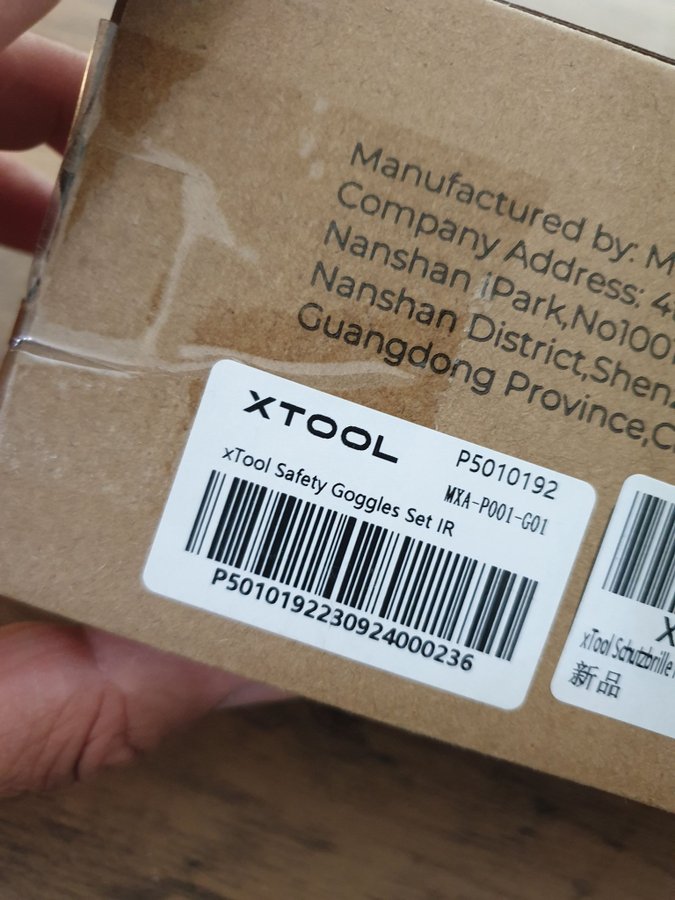 Manufactured by: M
Company Address: 4
Nanshan iPark,No1001
Nanshan District,Shen
Guangdong Province,C
XTOOL
P5010192
xTool Safety Goggles Set IR
MXA-P001-G01
P5010192230924000236
X
xTool Schutzbrille
新品